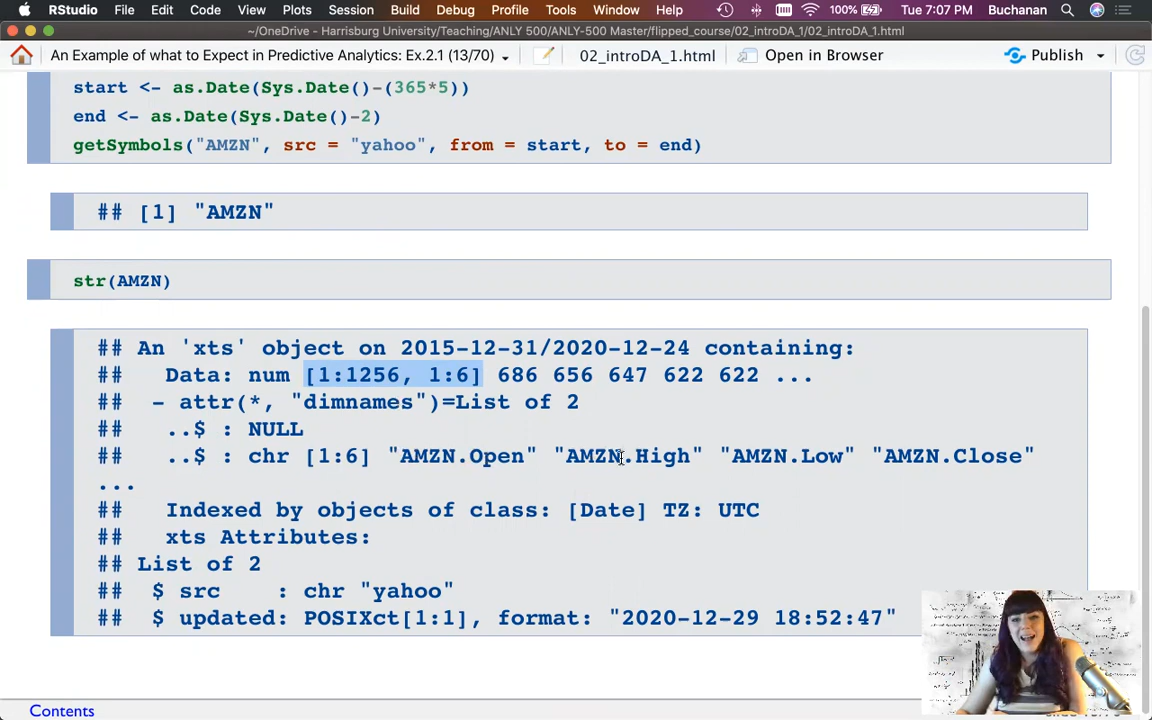 RStudio File Edit Code View Plots Session Build Debug Profile Tools Window Help 100% Tue 7:07 PM Buchanan
~/OneDrive - Harrisburg University/Teaching/ANLY 500/ANLY-500 Master/flipped_course/02_introDA_1/02_introDA_1.html
An Example of what to Expect in Predictive Analytics: Ex.2.1 (13/70) 02_introDA_1.html Open in Browser Publish
start <- as.Date(Sys.Date()-(365*5))
end <- as.Date(Sys.Date()-2)
getSymbols("AMZN", src = "yahoo", from = start, to = end)
## [1] "AMZN"
str(AMZN)
## An 'xts' object on 2015-12-31/2020-12-24 containing:
##   Data: num [1:1256, 1:6] 686 656 647 622 622 ...
##  - attr(*, "dimnames")=List of 2
##   ..$ : NULL
##   ..$ : chr [1:6] "AMZN.Open" "AMZN.High" "AMZN.Low" "AMZN.Close"
...
##   Indexed by objects of class: [Date] TZ: UTC
##   xts Attributes:
## List of 2
##  $ src    : chr "yahoo"
##  $ updated: POSIXct[1:1], format: "2020-12-29 18:52:47"
Contents